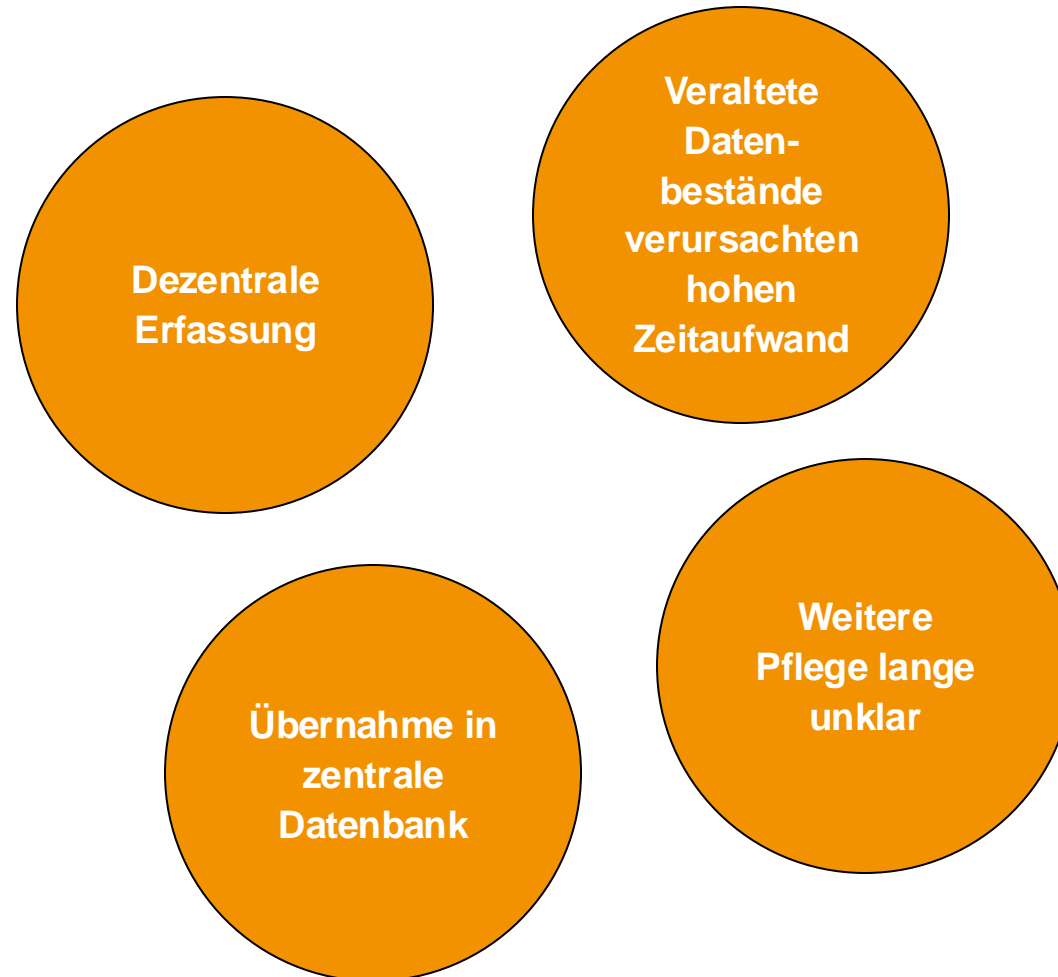 Dezentrale
Erfassung
Veraltete
Daten-
bestände
verursachten
hohen
Zeitaufwand
Übernahme in
zentrale
Datenbank
Weitere
Pflege lange
unklar